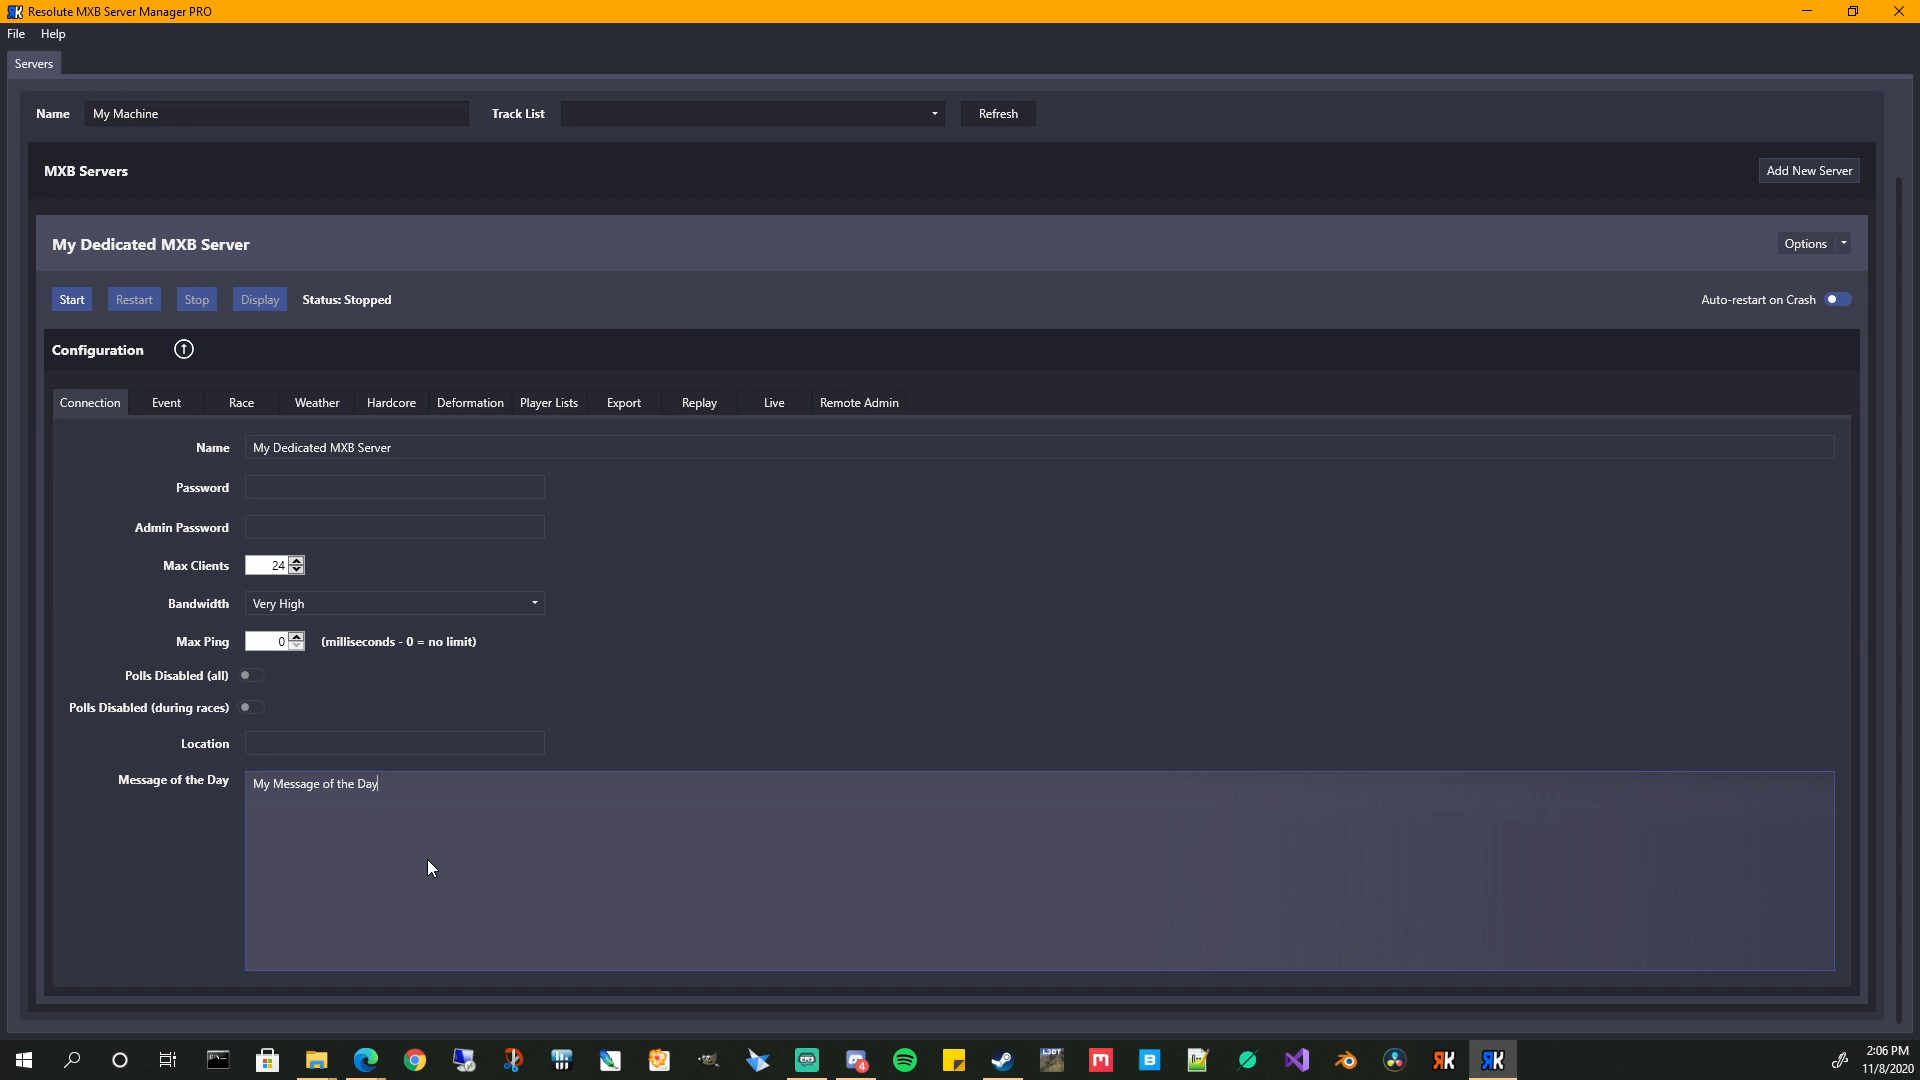 Resolute MXB Server Manager PRO
File Help
Servers
Name My Machine Track List Refresh
MXB Servers Add New Server
My Dedicated MXB Server Options
Start Restart Stop Display Status: Stopped Auto-restart on Crash
Configuration
Connection Event Race Weather Hardcore Deformation Player Lists Export Replay Live Remote Admin
Name My Dedicated MXB Server
Password
Admin Password
Max Clients 24
Bandwidth Very High
Max Ping 0 (milliseconds - 0 = no limit)
Polls Disabled (all)
Polls Disabled (during races)
Location
Message of the Day My Message of the Day
4 L3DT
2:06 PM
11/8/2020